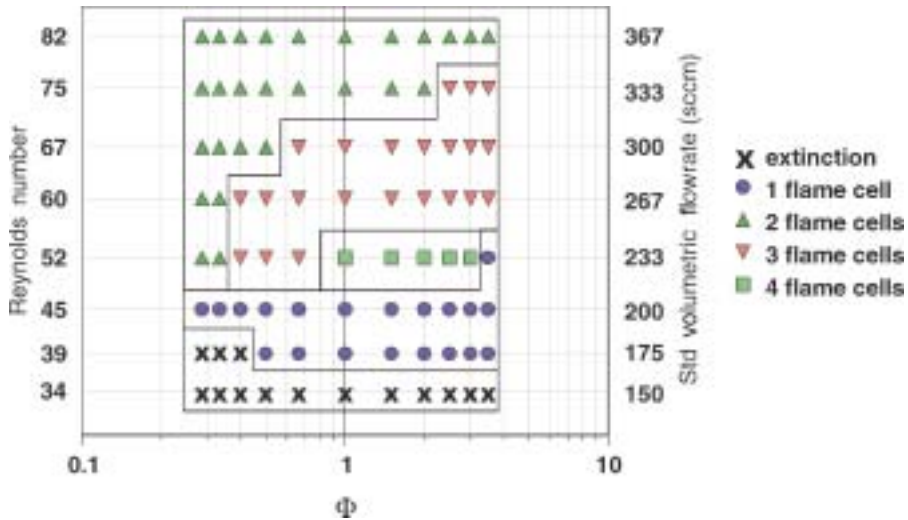 82
75
67
60
52
45
39
34
Reynolds number
367
333
300
267
233
200
175
150
Std volumetric flowrate (sccm)
0.1
1
10
Φ
x extinction
1 flame cell
2 flame cells
3 flame cells
4 flame cells